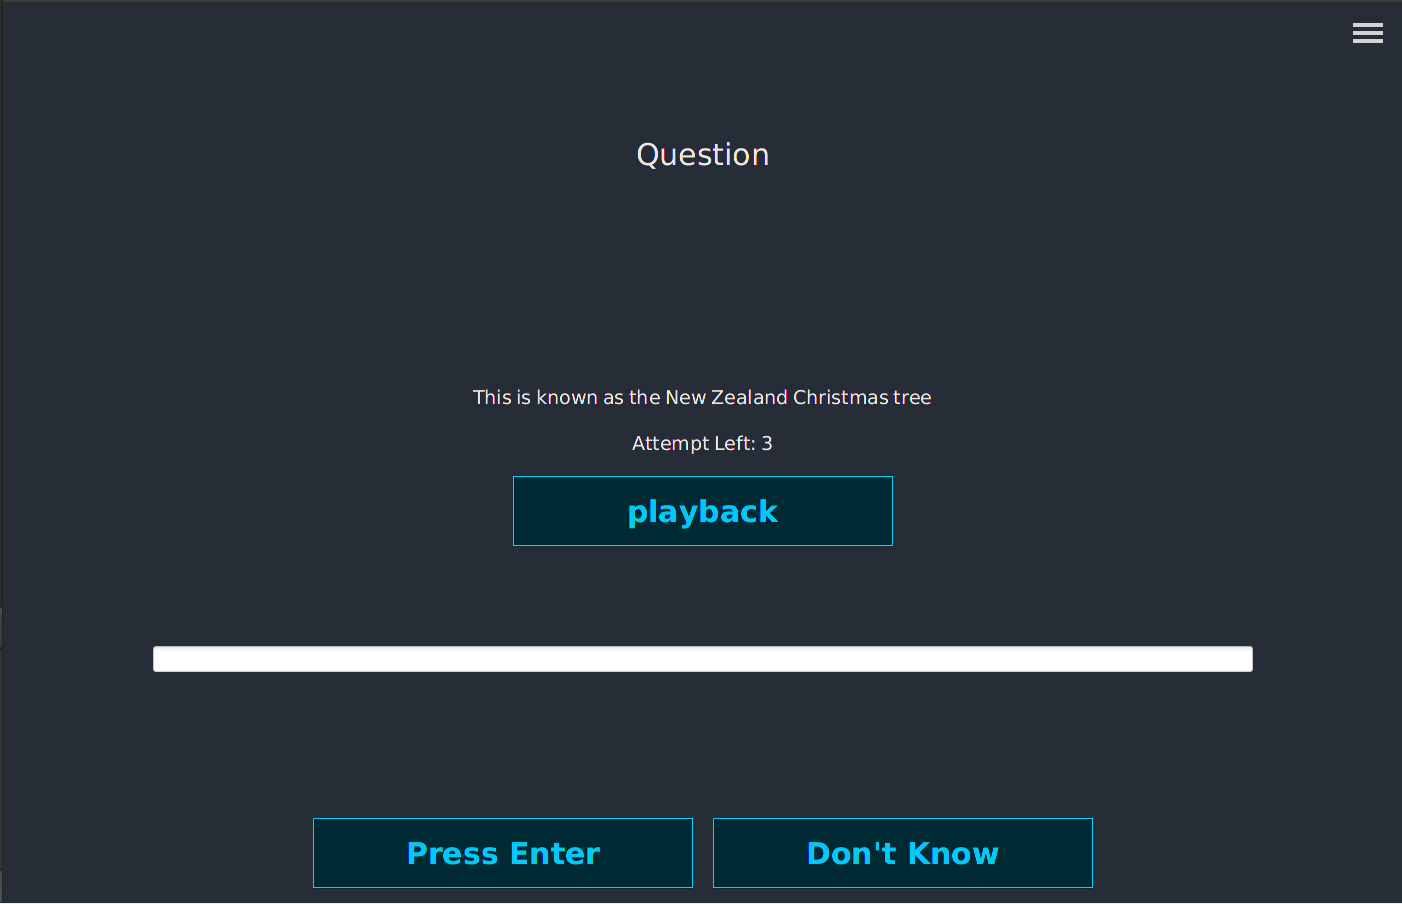 Question
This is known as the New Zealand Christmas tree
Attempt Left: 3
playback
Press Enter
Don't Know